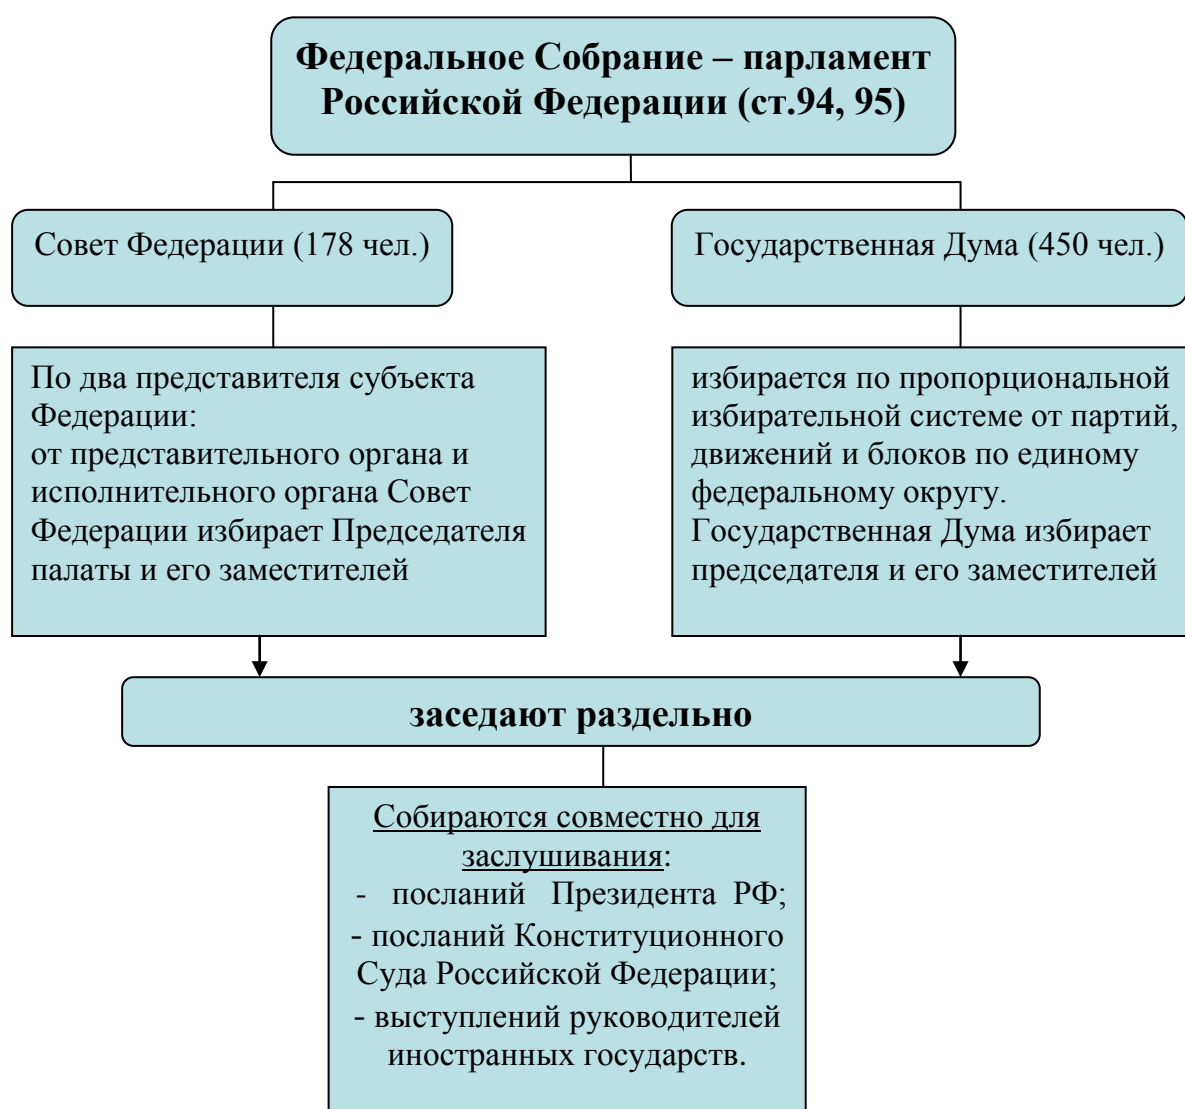 Федеральное Собрание – парламент
Российской Федерации (ст.94, 95)
Совет Федерации (178 чел.)
Государственная Дума (450 чел.)
По два представителя субъекта
Федерации:
от представительного органа и
исполнительного органа Совет
Федерации избирает Председателя
палаты и его заместителей
избирается по пропорциональной
избирательной системе от партий,
движений и блоков по единому
федеральному округу.
Государственная Дума избирает
председателя и его заместителей
заседают раздельно
Собираются совместно для
заслушивания:
- посланий Президента РФ;
- посланий Конституционного
Суда Российской Федерации;
- выступлений руководителей
иностранных государств.